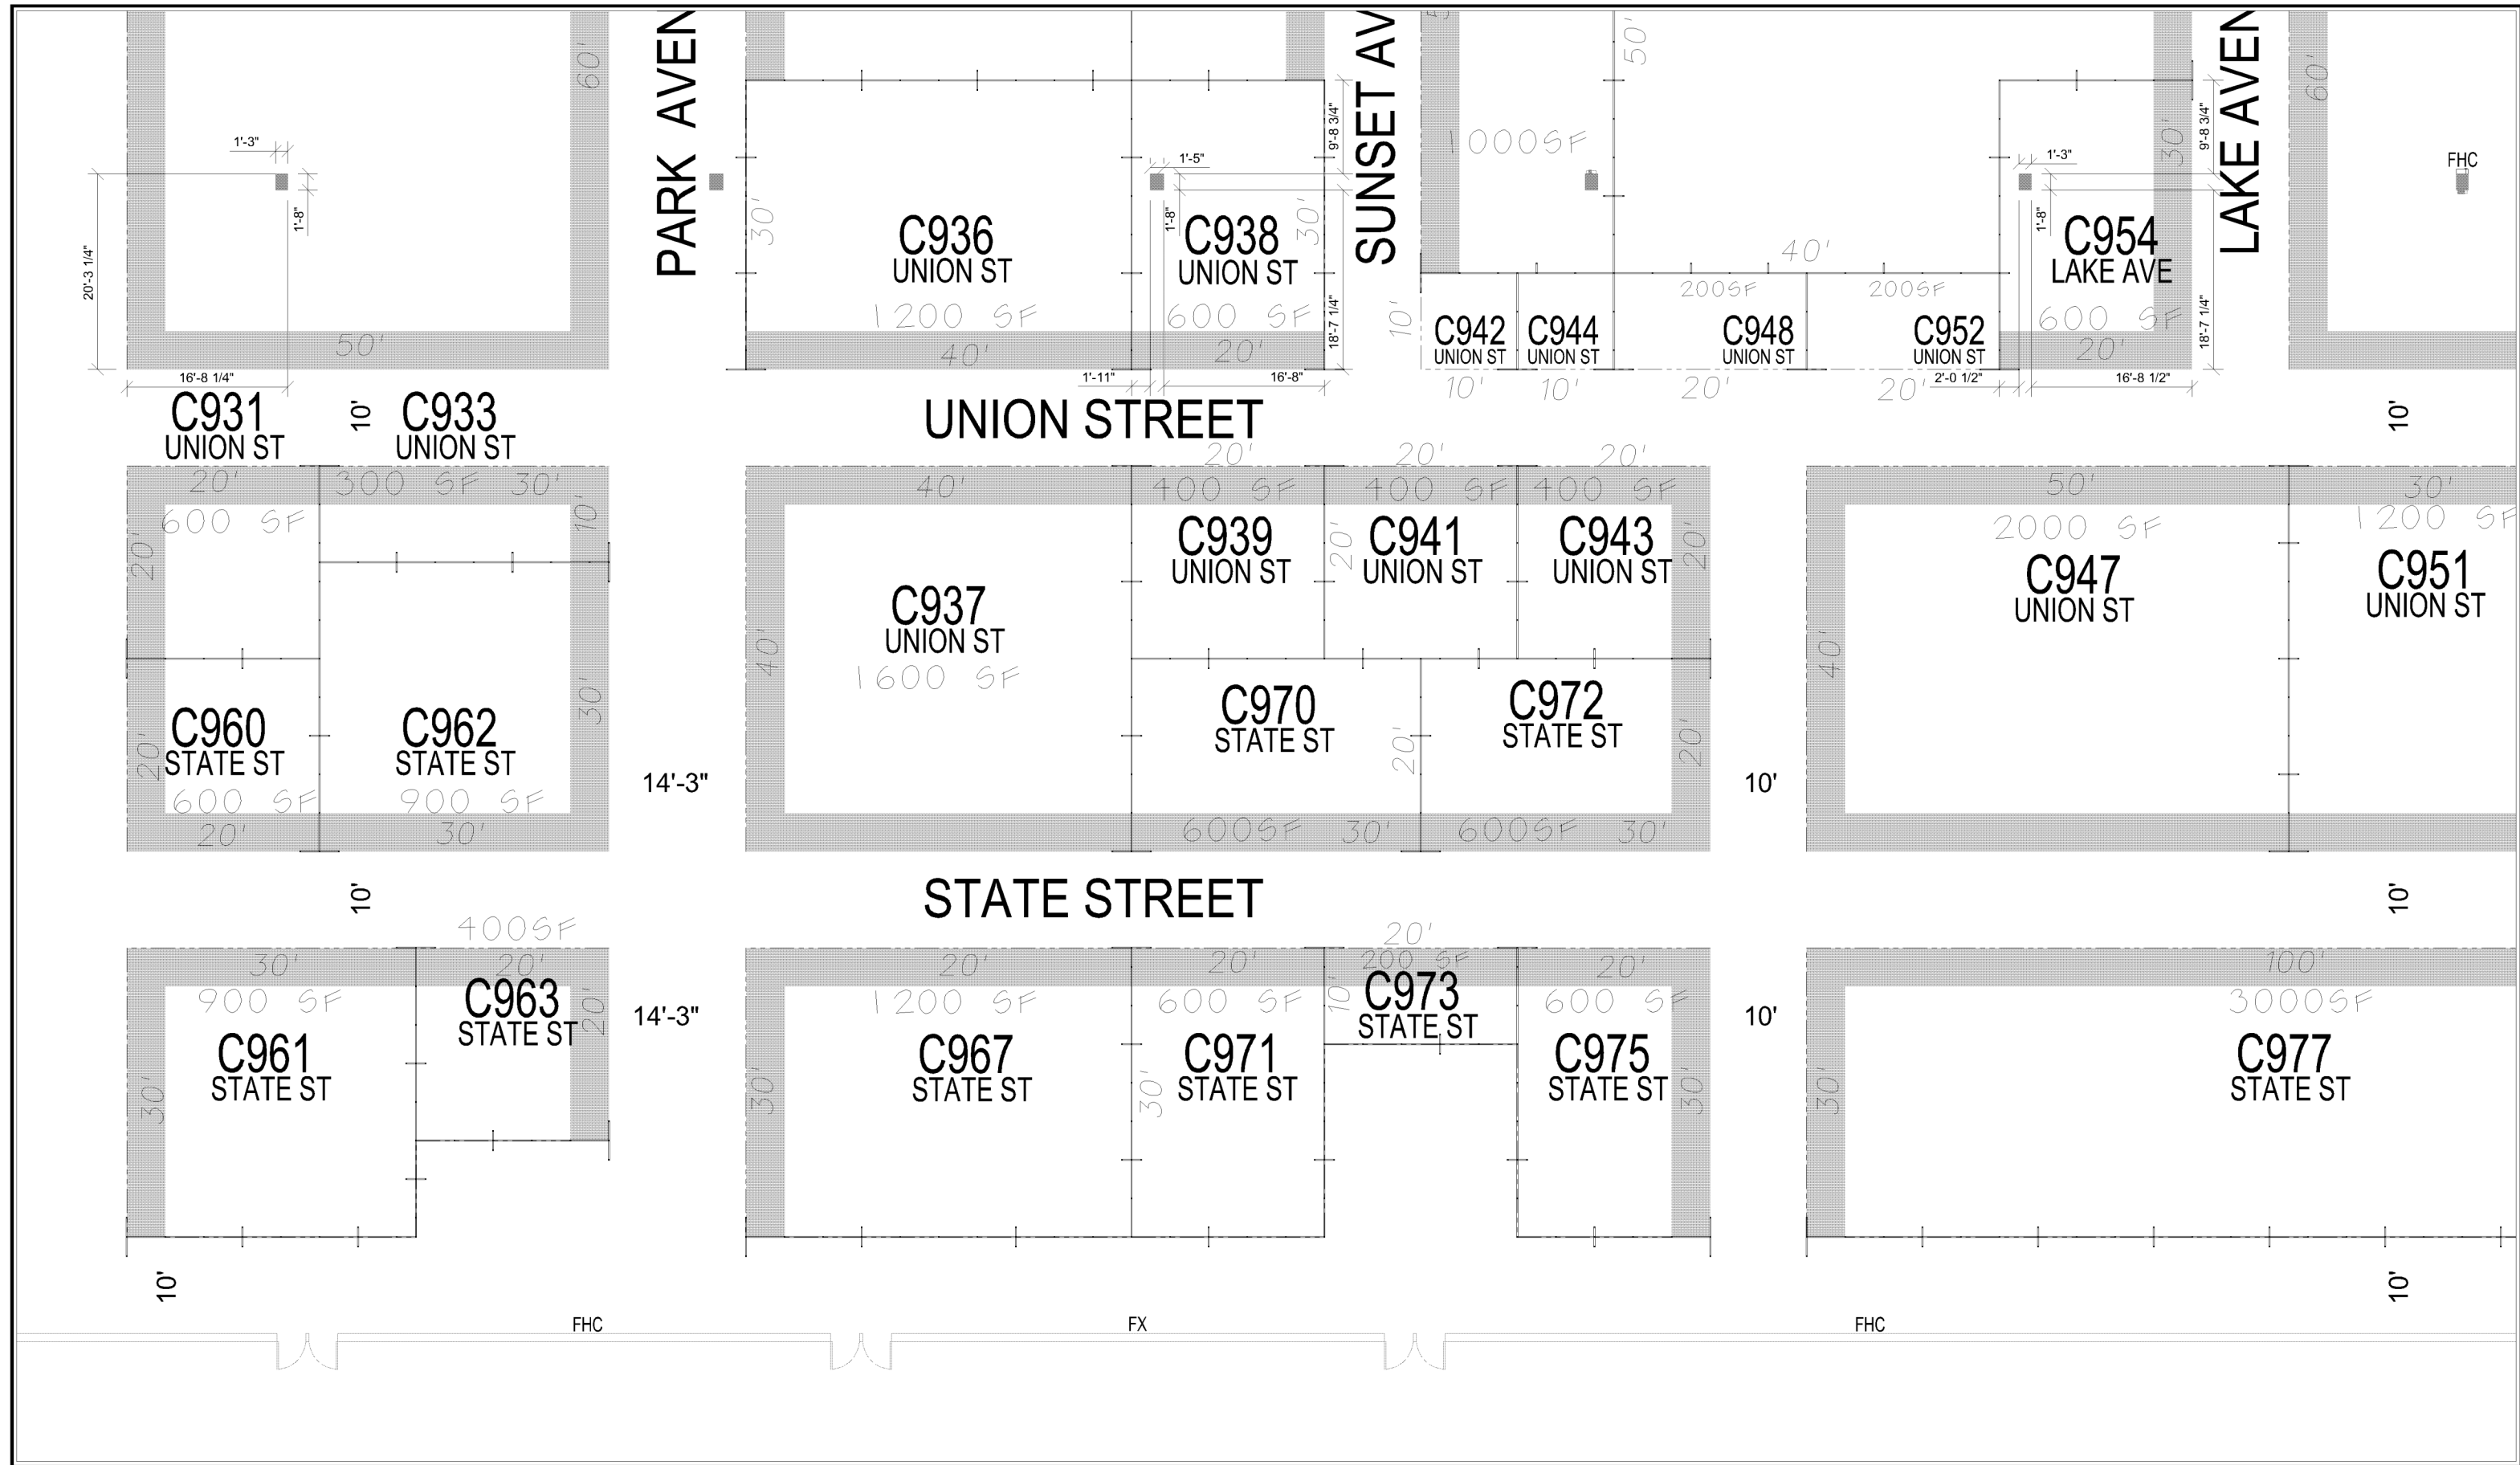 60'
PARK AVEN
SUNSET AV
50'
LAKE AVEN
60'
1'-3"
1'-8"
20'-3 1/4"
50'
16'-8 1/4"
30'
C936
UNION ST
1200 SF
40'
1'-5"
1'-8"
C938
UNION ST
30'
600 SF
20'
9'-8 3/4"
18'-7 1/4"
1'-11"
16'-8"
000SF
40'
10'
C942
UNION ST
10'
C944
UNION ST
10'
200SF
C948
UNION ST
20'
200SF
C952
UNION ST
20'
1'-3"
1'-8"
30'
C954
LAKE AVE
600 SF
20'
9'-8 3/4"
18'-7 1/4"
2'-0 1/2"
16'-8 1/2"
FHC
C931
UNION ST
10'
C933
UNION ST
UNION STREET
10'
20'
600 SF
20'
300 SF 30'
10'
C960
STATE ST
20'
600 SF
20'
C962
STATE ST
30'
900 SF
30'
14'-3"
40'
C937
UNION ST
40'
1600 SF
20'
400 SF
C939
UNION ST
20'
20'
400 SF
C941
UNION ST
20'
400 SF
C943
UNION ST
20'
C970
STATE ST
20'
600SF 30'
C972
STATE ST
20'
600SF 30'
10'
50'
2000 SF
C947
UNION ST
40'
30'
1200 SF
C951
UNION ST
10'
STATE STREET
10'
400SF
30'
900 SF
C961
STATE ST
30'
20'
C963
STATE ST
20'
14'-3"
20'
1200 SF
C967
STATE ST
30'
20'
600 SF
C971
STATE ST
30'
20'
200 SF
10'
C973
STATE ST
20'
600 SF
C975
STATE ST
30'
10'
100'
3000SF
C977
STATE ST
30'
10'
10'
FHC
FX
FHC